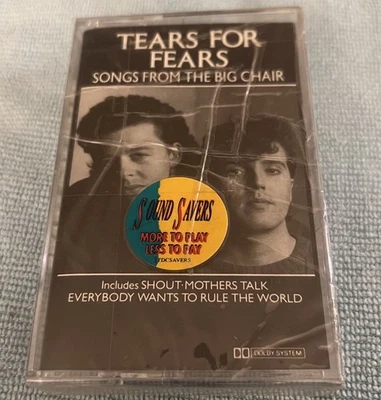 TEARS FOR
FEARS
SONGS FROM THE BIG CHAIR
SOUND SAVERS
MORE TO PLAY
LESS TO PAY
Includes SHOUT·MOTHERS TALK
EVERYBODY WANTS TO RULE THE WORLD
DOLBY SYSTEM